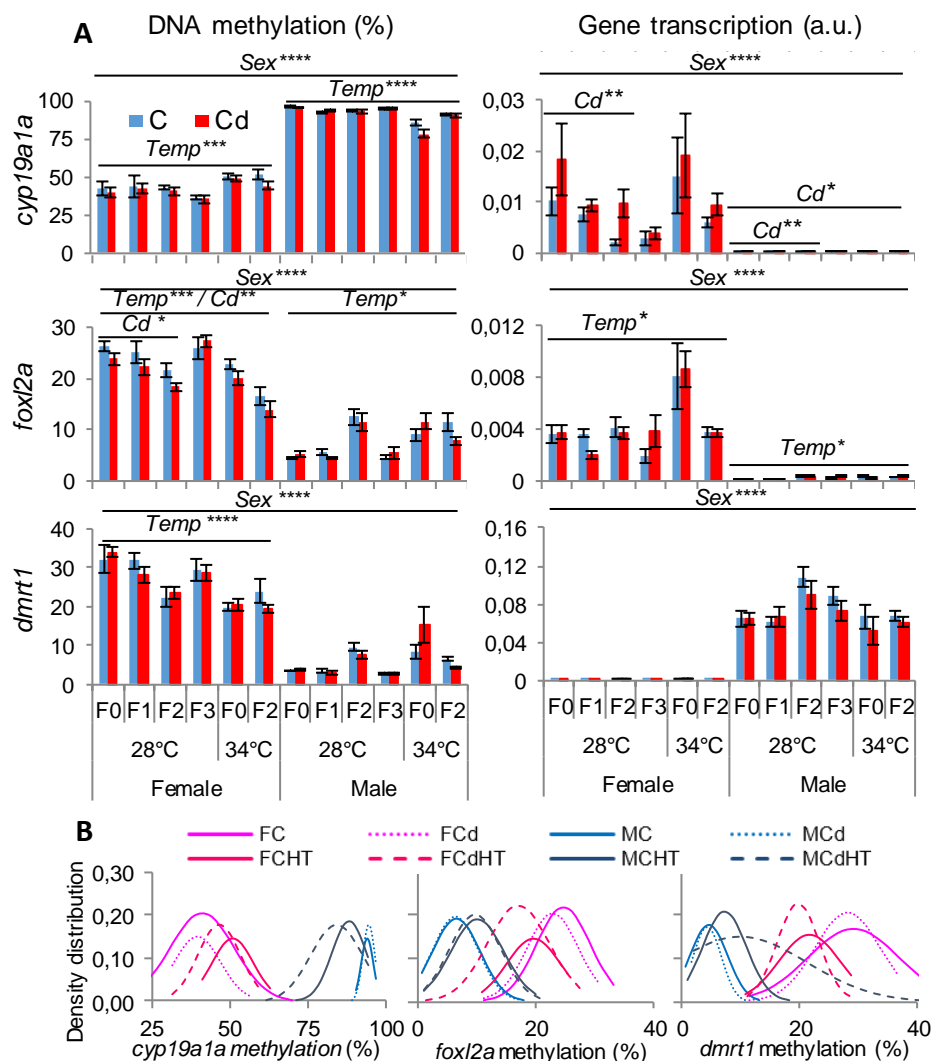 A
DNA methylation (%)
Gene transcription (a.u.)
Sex****
Temp****
C Cd
Temp***
100
75
50
25
0
cyp19a1a
Sex****
Cd**
Cd*
Cd**
0,03
0,02
0,01
0
Sex****
Temp*** / Cd**
Temp*
Cd *
30
20
10
0
foxl2a
Sex ****
Temp*
Temp*
0,012
0,008
0,004
0
Sex ****
Temp ****
40
30
20
10
0
dmrt1
Sex****
0,16
0,12
0,08
0,04
0
F0 F1 F2 F3 F0 F2 F0 F1 F2 F3 F0 F2
28°C 34°C 28°C 34°C
Female Male
F0 F1 F2 F3 F0 F2 F0 F1 F2 F3 F0 F2
28°C 34°C 28°C 34°C
Female Male
B
FC FCd MC MCd
FCHT FCdHT MCHT MCdHT
Density distribution
0,30
0,20
0,10
0,00
25 50 75 100
0 20 40
0 20 40
cyp19a1a methylation (%)
foxl2a methylation (%)
dmrt1 methylation (%)